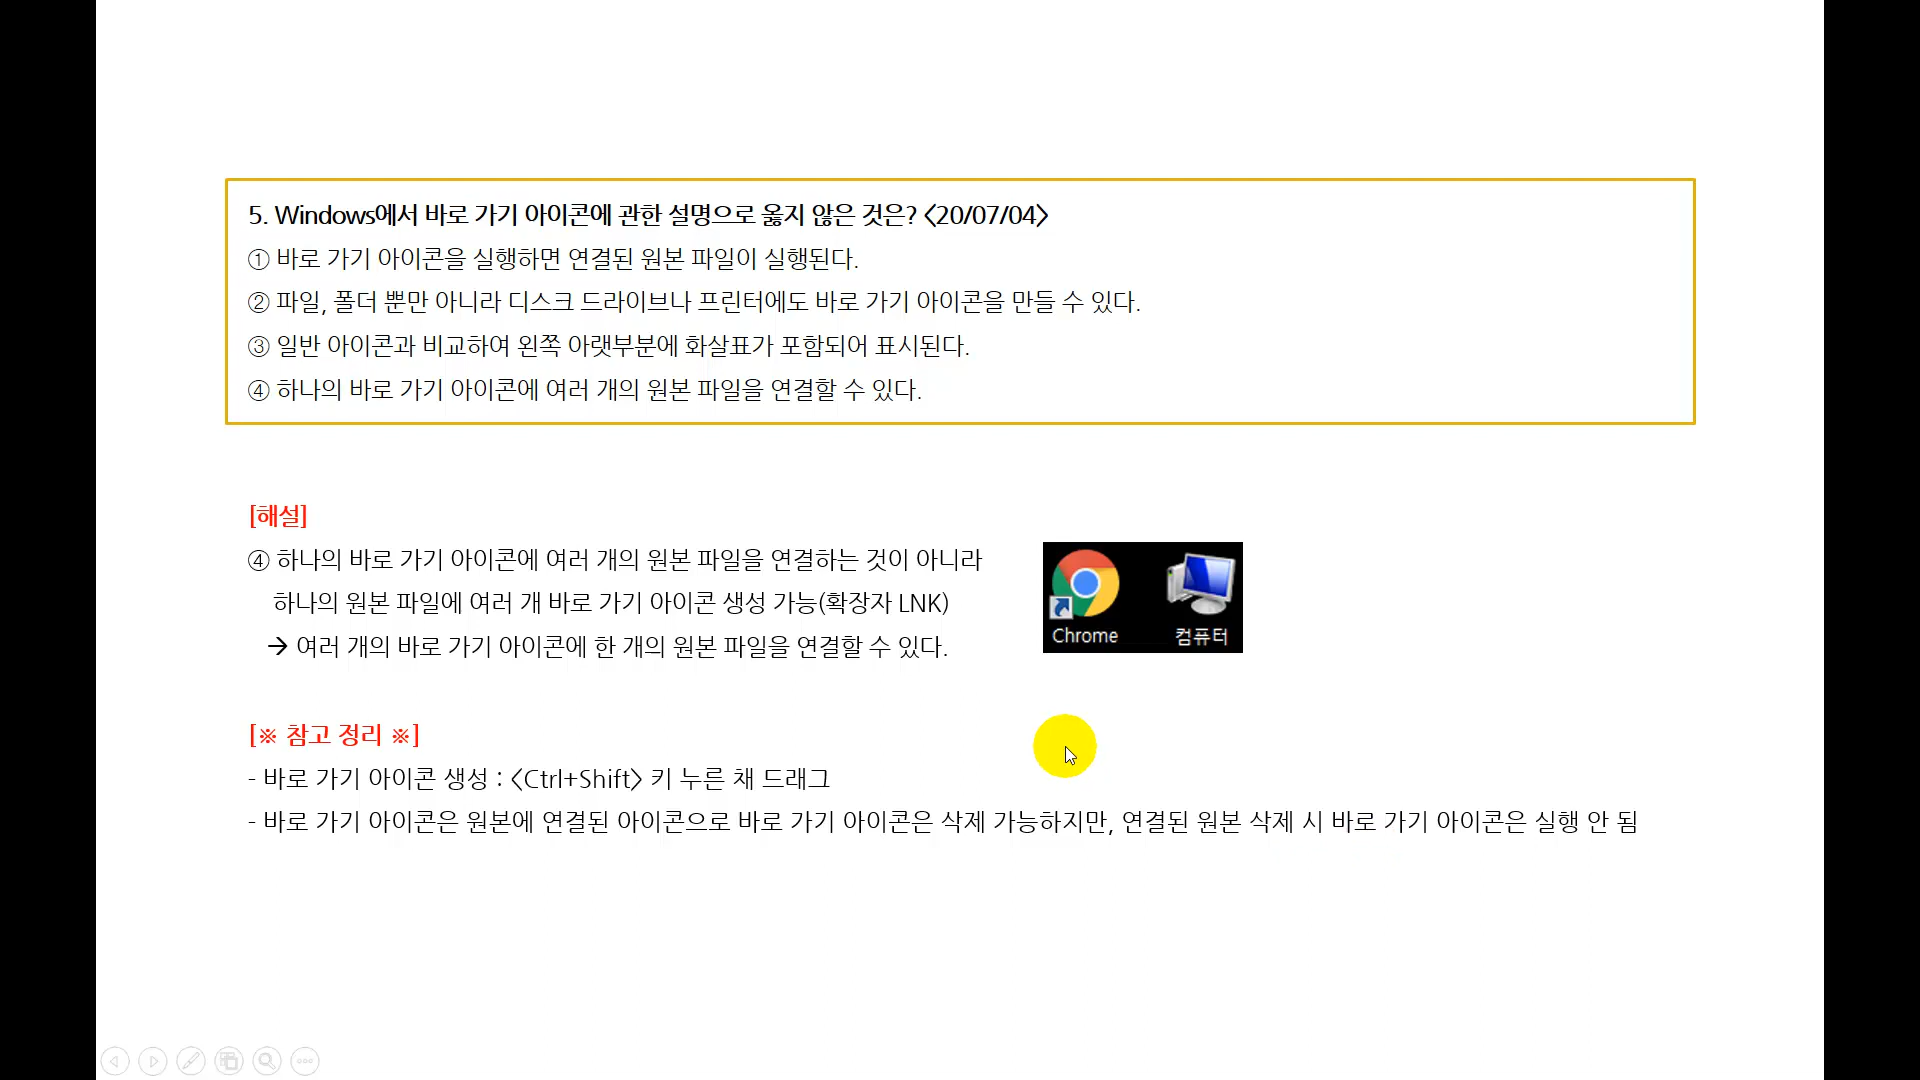 5. Windows에서 바로 가기 아이콘에 관한 설명으로 옳지 않은 것은? <20/07/04>
① 바로 가기 아이콘을 실행하면 연결된 원본 파일이 실행된다.
② 파일, 폴더 뿐만 아니라 디스크 드라이브나 프린터에도 바로 가기 아이콘을 만들 수 있다.
③ 일반 아이콘과 비교하여 왼쪽 아랫부분에 화살표가 포함되어 표시된다.
④ 하나의 바로 가기 아이콘에 여러 개의 원본 파일을 연결할 수 있다.
[해설]
④ 하나의 바로 가기 아이콘에 여러 개의 원본 파일을 연결하는 것이 아니라
하나의 원본 파일에 여러 개 바로 가기 아이콘 생성 가능(확장자 LNK)
→ 여러 개의 바로 가기 아이콘에 한 개의 원본 파일을 연결할 수 있다.
Chrome 컴퓨터
[※ 참고 정리 ※]
- 바로 가기 아이콘 생성 : <Ctrl+Shift> 키 누른 채 드래그
- 바로 가기 아이콘은 원본에 연결된 아이콘으로 바로 가기 아이콘은 삭제 가능하지만, 연결된 원본 삭제 시 바로 가기 아이콘은 실행 안 됨